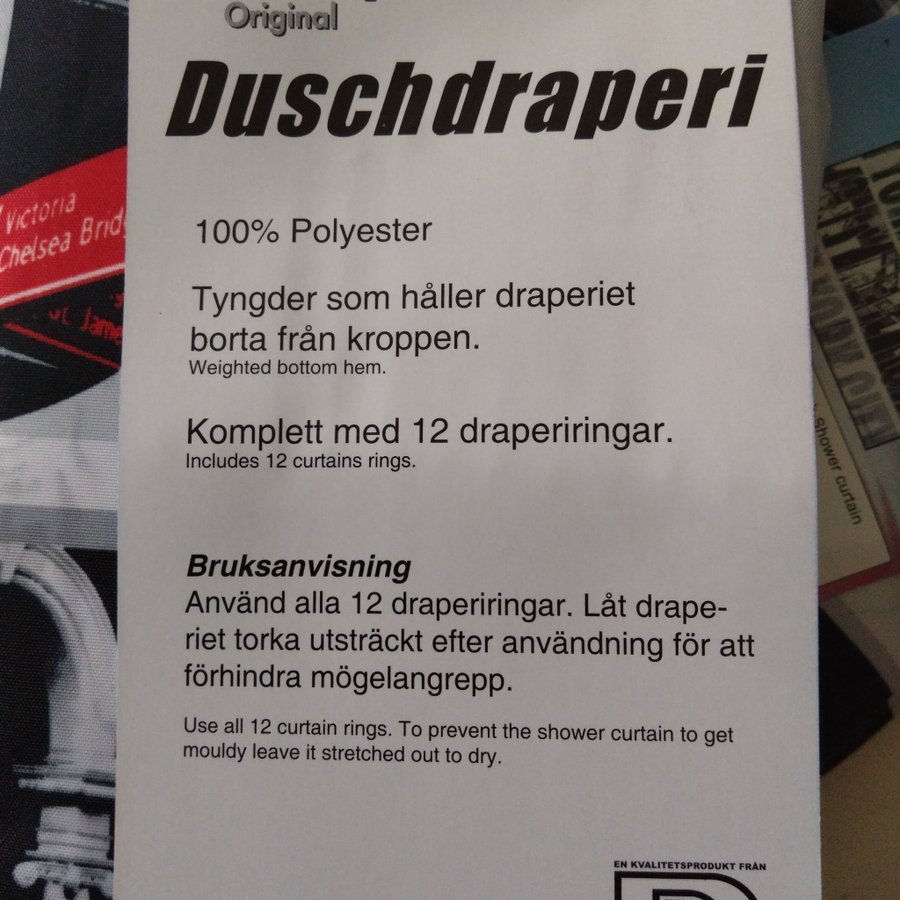 Original
Duschdraperi
100% Polyester
Tyngder som håller draperiet
borta från kroppen.
Weighted bottom hem.
Komplett med 12 draperiringar.
Includes 12 curtains rings.
Bruksanvisning
Använd alla 12 draperiringar. Låt drape-
riet torka utsträckt efter användning för att
förhindra mögelangrepp.
Use all 12 curtain rings. To prevent the shower curtain to get
mouldy leave it stretched out to dry.
EN KVALITETSPRODUKT FRÅN
Victoria
Chelsea Bridg
Jame
Shower curtain